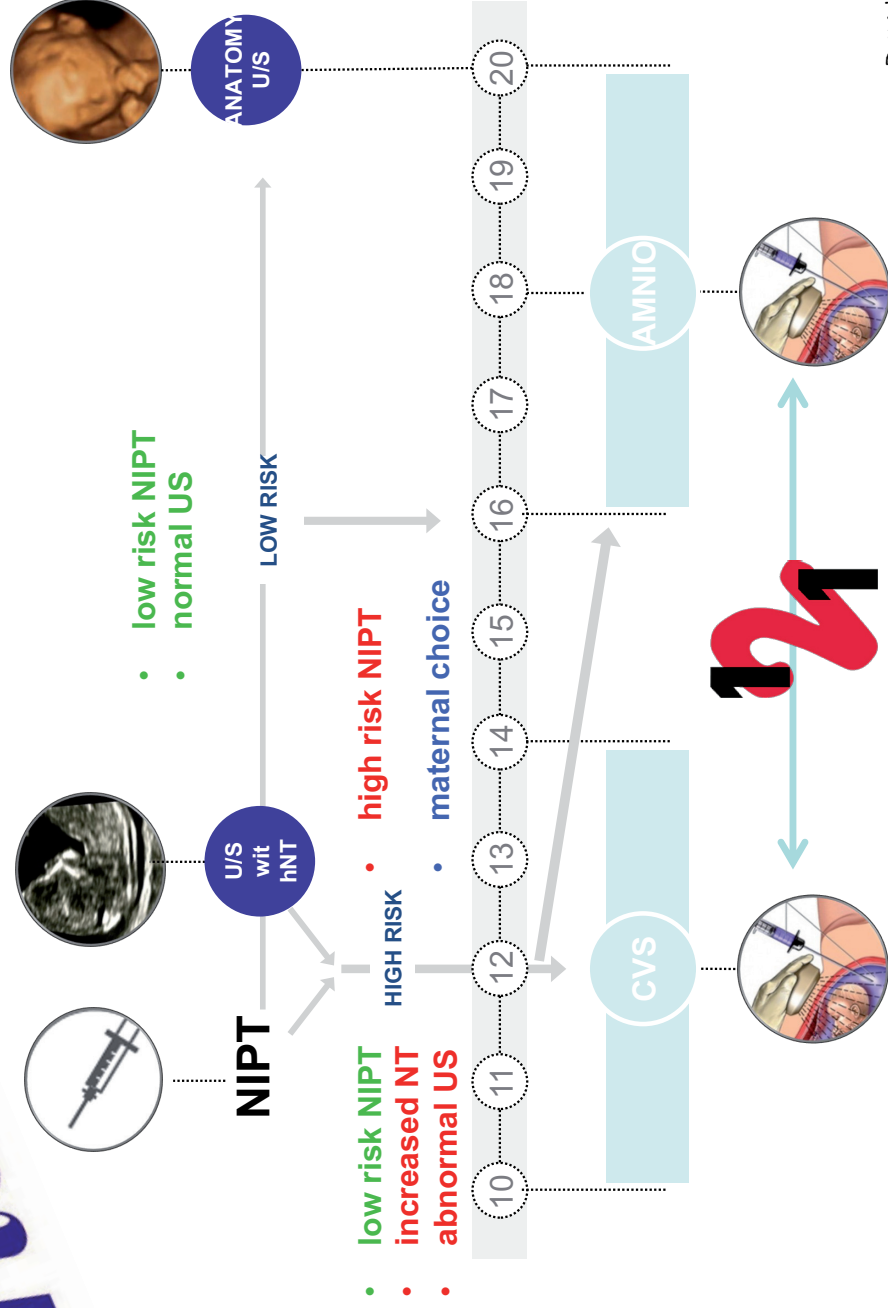 ANATOMY
U/S
• low risk NIPT
• normal US
LOW RISK
U/S
wit
hNT
NIPT
• high risk NIPT
• maternal choice
HIGH RISK
• low risk NIPT
• increased NT
• abnormal US
10 11 12 13 14 15 16 17 18 19 20
CVS
AMNIO
121